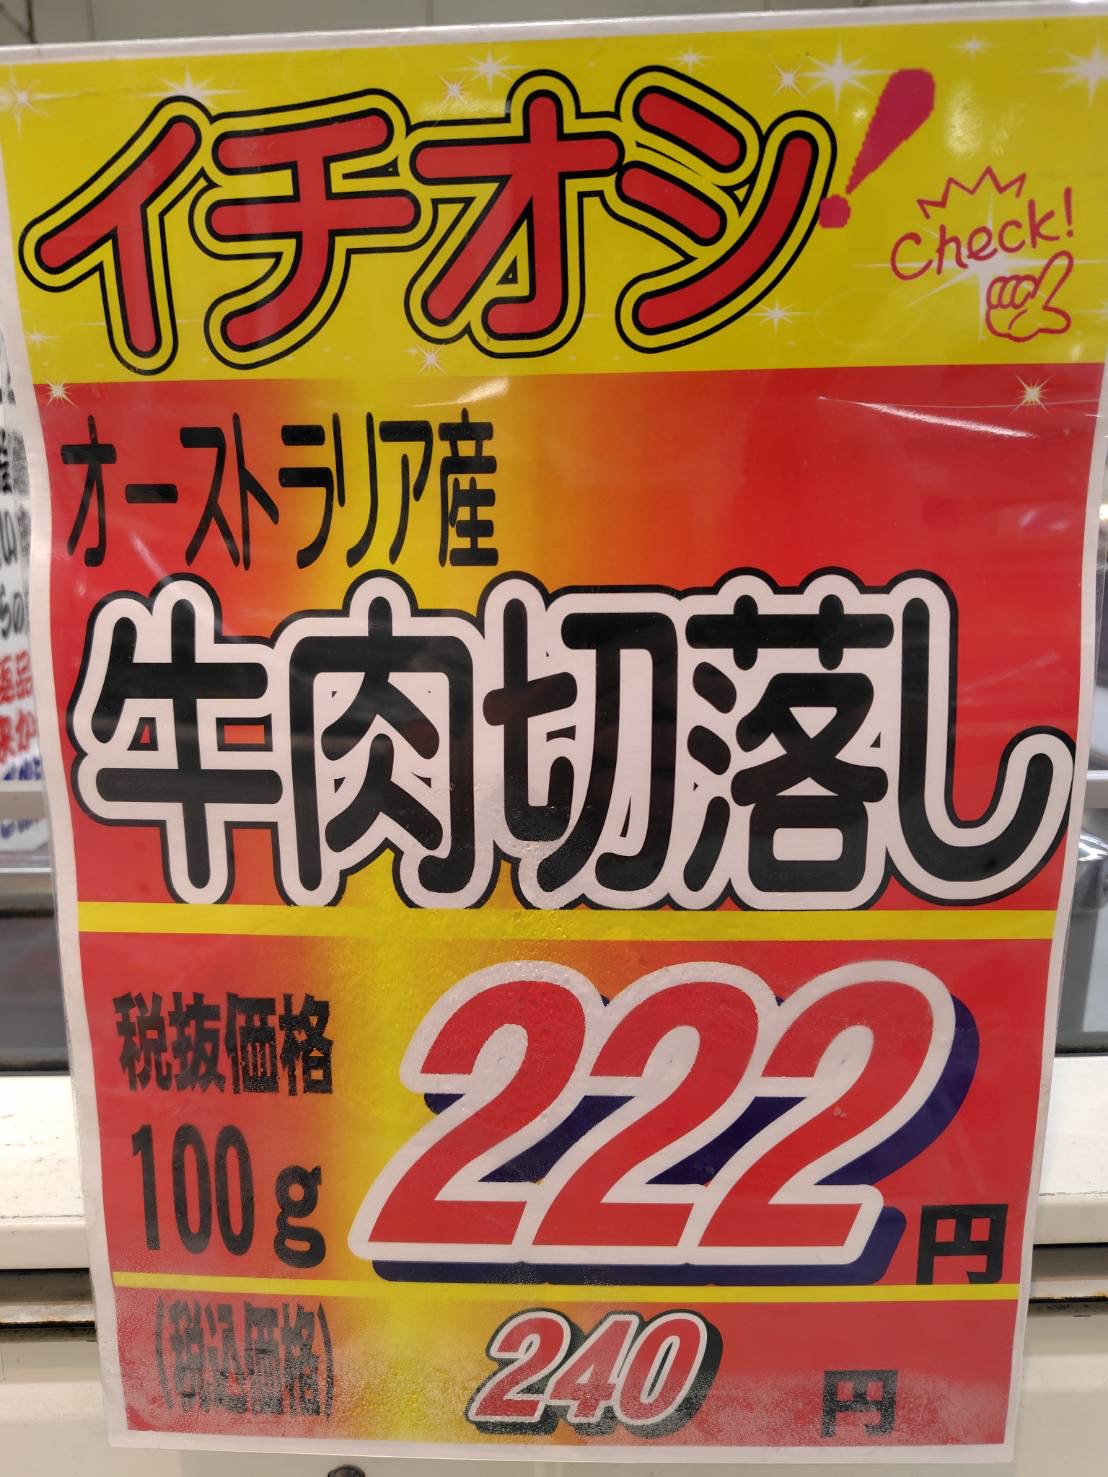 イチオシ!
Check!
オーストラリア産
牛肉切落し
税抜価格
100g
222円
(税込価格)
240円